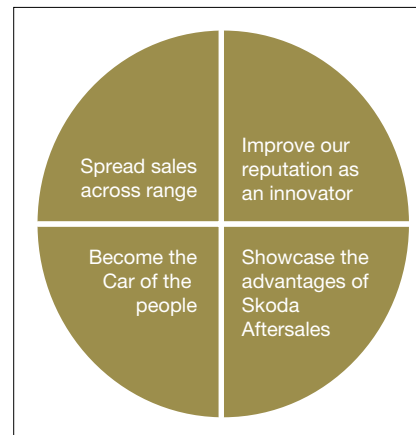 Spread sales
across range
Improve our
reputation as
an innovator
Become the
Car of the
people
Showcase the
advantages of
Skoda
Aftersales